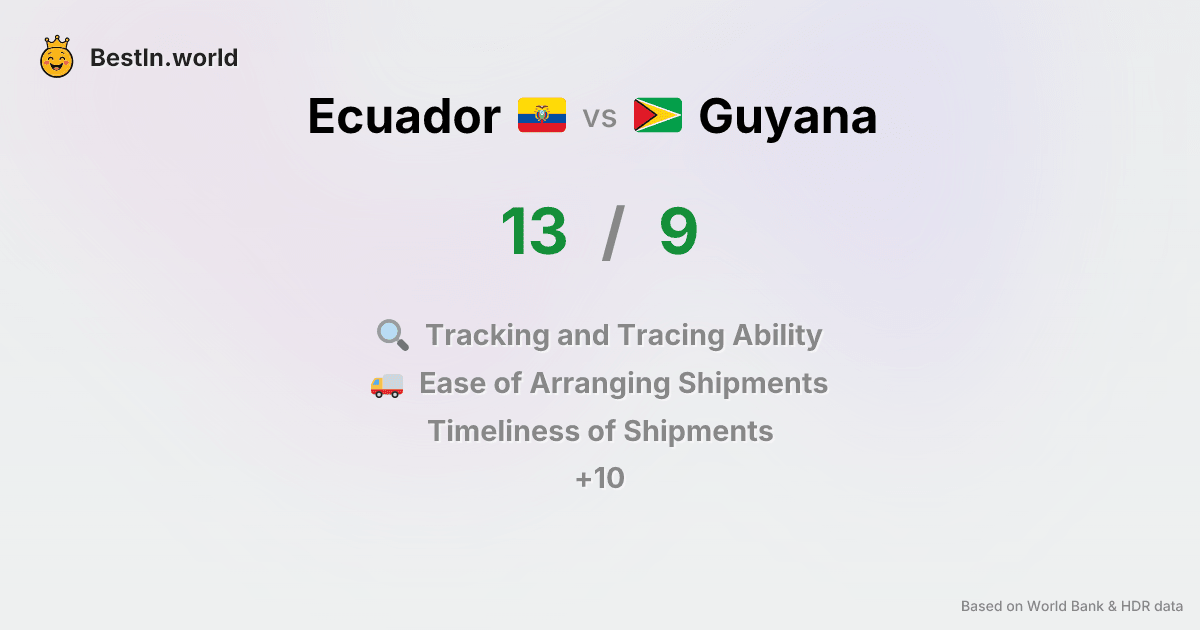 BestIn.world
Ecuador vs Guyana
13 / 9
Tracking and Tracing Ability
Ease of Arranging Shipments
Timeliness of Shipments
+10
Based on World Bank & HDR data